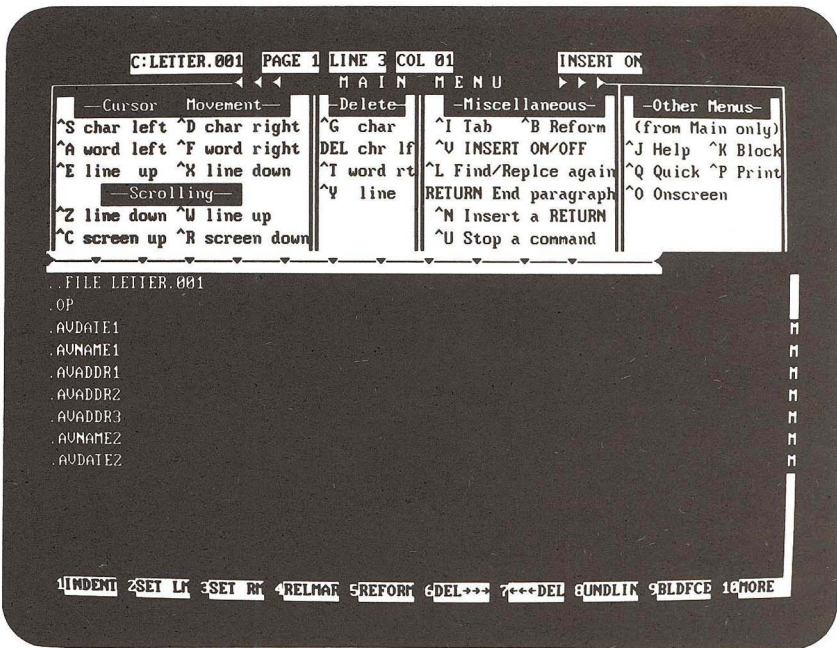 C:LETTER.001 PAGE 1 LINE 3 COL 01 INSERT ON
MAIN MENU
—Cursor Movement— —Delete— —Miscellaneous— —Other Menus—
^S char left ^D char right ^G char ^I Tab ^B Reform (from Main only)
^A word left ^F word right DEL chr lf ^V INSERT ON/OFF ^J Help ^K Block
^E line up ^X line down ^T word rt ^L Find/Replce again ^Q Quick ^P Print
—Scrolling— ^Y line RETURN End paragraph ^O Onscreen
^Z line down ^W line up ^N Insert a RETURN
^C screen up ^R screen down ^U Stop a command
..FILE LETTER.001
.OP
.AVDATE1 M
.AVNAME1 M
.AVADDR1 M
.AVADDR2 M
.AVADDR3 M
.AVNAME2 M
.AVDATE2 M
1INDENT 2SET LM 3SET RM 4RELMAR 5REFORM 6DEL→→→ 7←←←DEL 8UNDLIN 9BLDFCE 10MORE